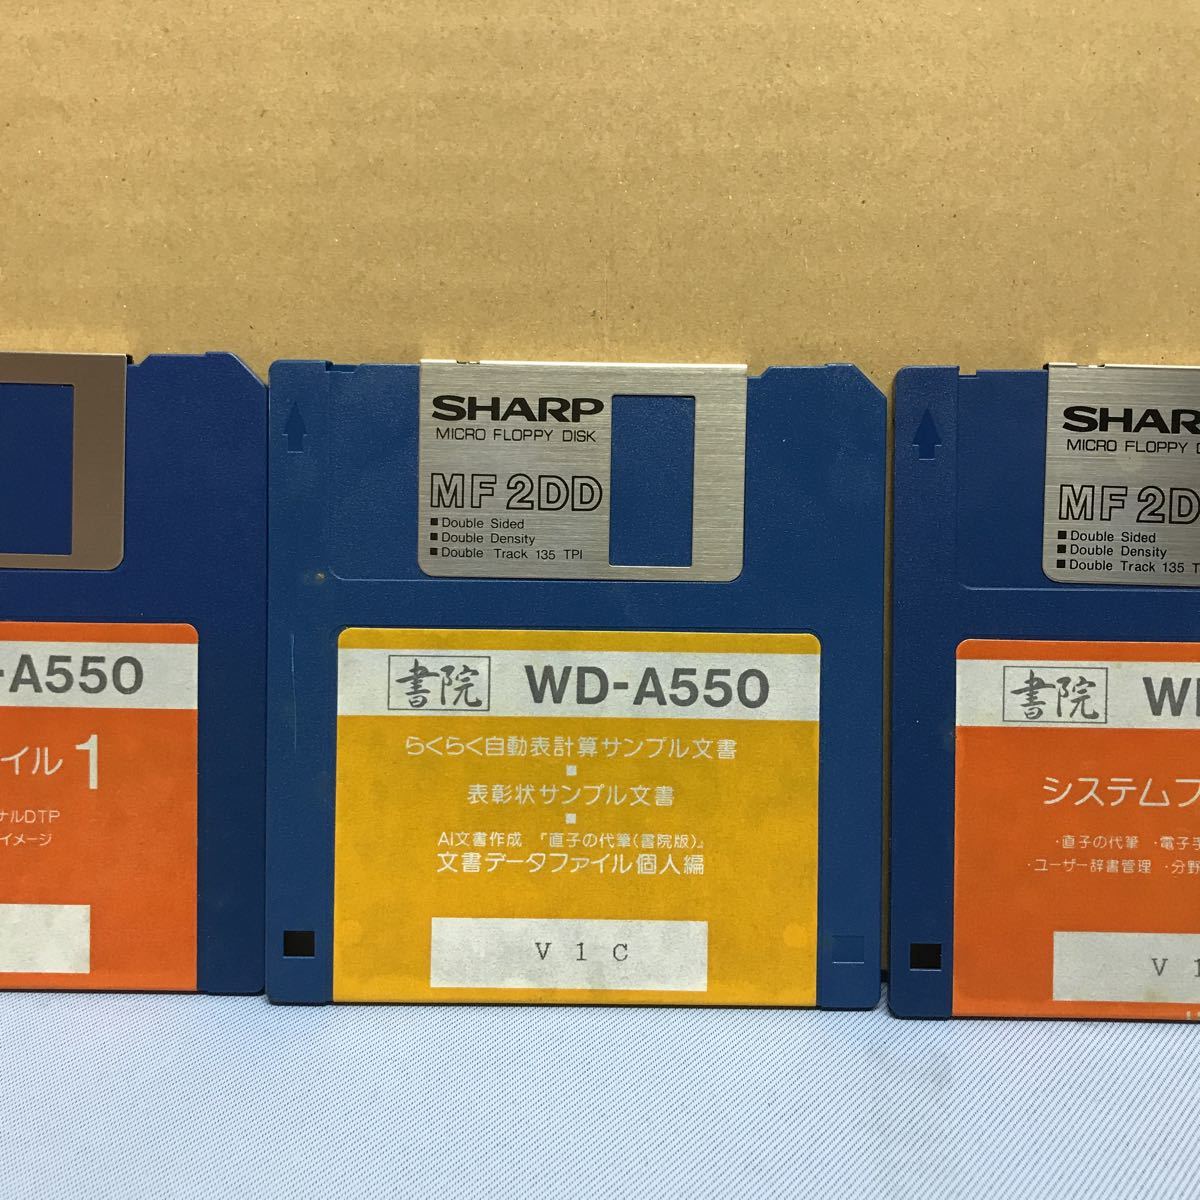 -A550
イル1
ナルDTP
イメージ
SHARP
MICRO FLOPPY DISK
MF 2DD
■ Double Sided
■ Double Density
■ Double Track 135 TPI
書院 WD-A550
らくらく自動表計算サンプル文書
■
表彰状サンプル文書
■
AI文書作成 『直子の代筆(書院版)』
文書データファイル個人編
V 1 C
SHAR
MICRO FLOPPY D
MF 2D
■ Double Sided
■ Double Density
■ Double Track 135 T
書院 W
システムフ
・直子の代筆 ・電子手
・ユーザー辞書管理 ・分野
V 1